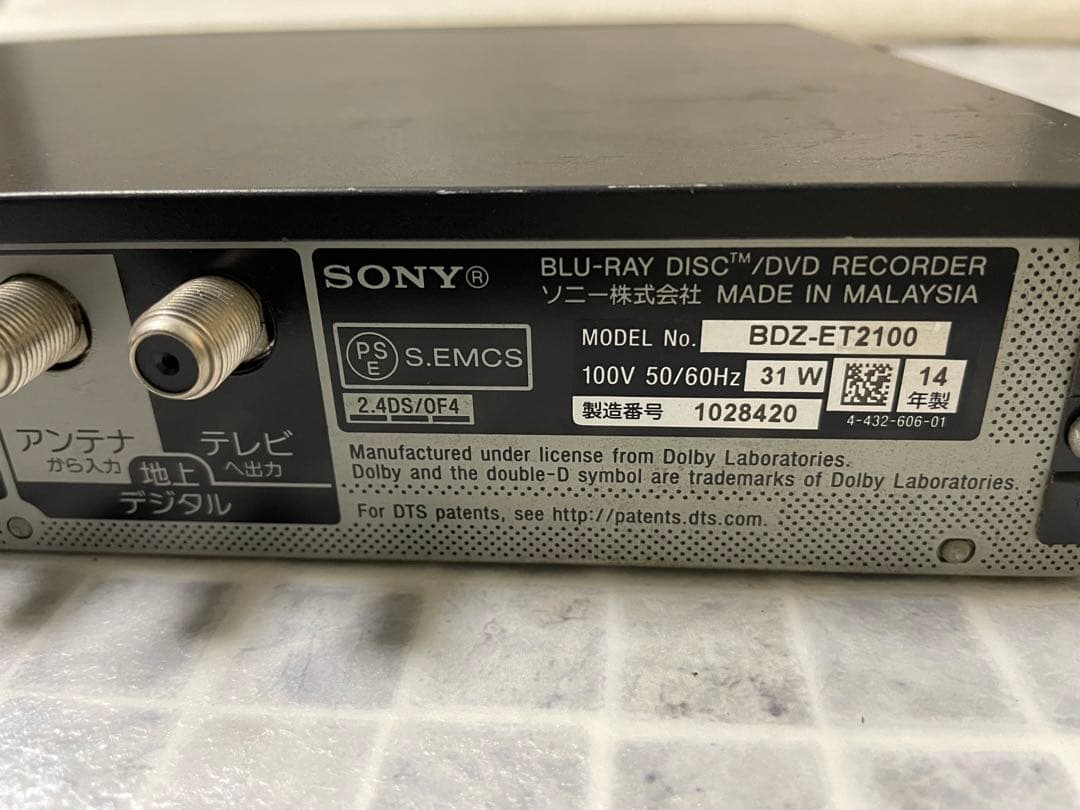 SONY®
BLU-RAY DISC™/DVD RECORDER
ソニー株式会社 MADE IN MALAYSIA
PS
E
S.EMCS
MODEL No. BDZ-ET2100
100V 50/60Hz 31 W
14
年製
2.4DS/OF4
製造番号 1028420
4-432-606-01
アンテナ
から入力
テレビ
へ出力
地上
デジタル
Manufactured under license from Dolby Laboratories.
Dolby and the double-D symbol are trademarks of Dolby Laboratories.
For DTS patents, see http://patents.dts.com.